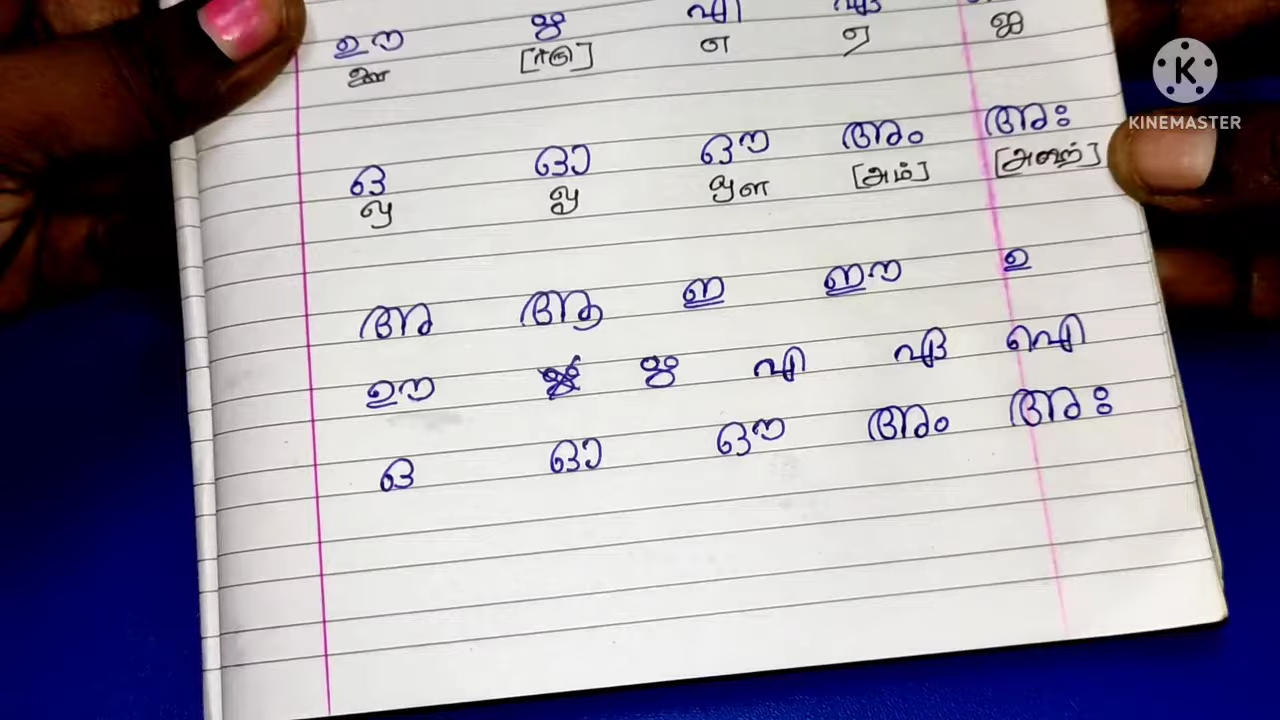 ഊ ഋ എ ഏ
ஊ [ரு] எ ஏ ஐ
ഒ ഓ ഔ അം അഃ
ஒ ஓ ஔ [அம்] [அஹ்]
അ ആ ഇ ഈ ഉ
ഊ ഋ എ ഏ ഐ
ഒ ഓ ഔ അം അഃ
K
KINEMASTER